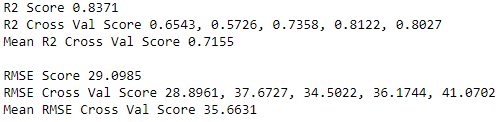 R2 Score 0.8371
R2 Cross Val Score 0.6543, 0.5726, 0.7358, 0.8122, 0.8027
Mean R2 Cross Val Score 0.7155
RMSE Score 29.0985
RMSE Cross Val Score 28.8961, 37.6727, 34.5022, 36.1744, 41.0702
Mean RMSE Cross Val Score 35.6631